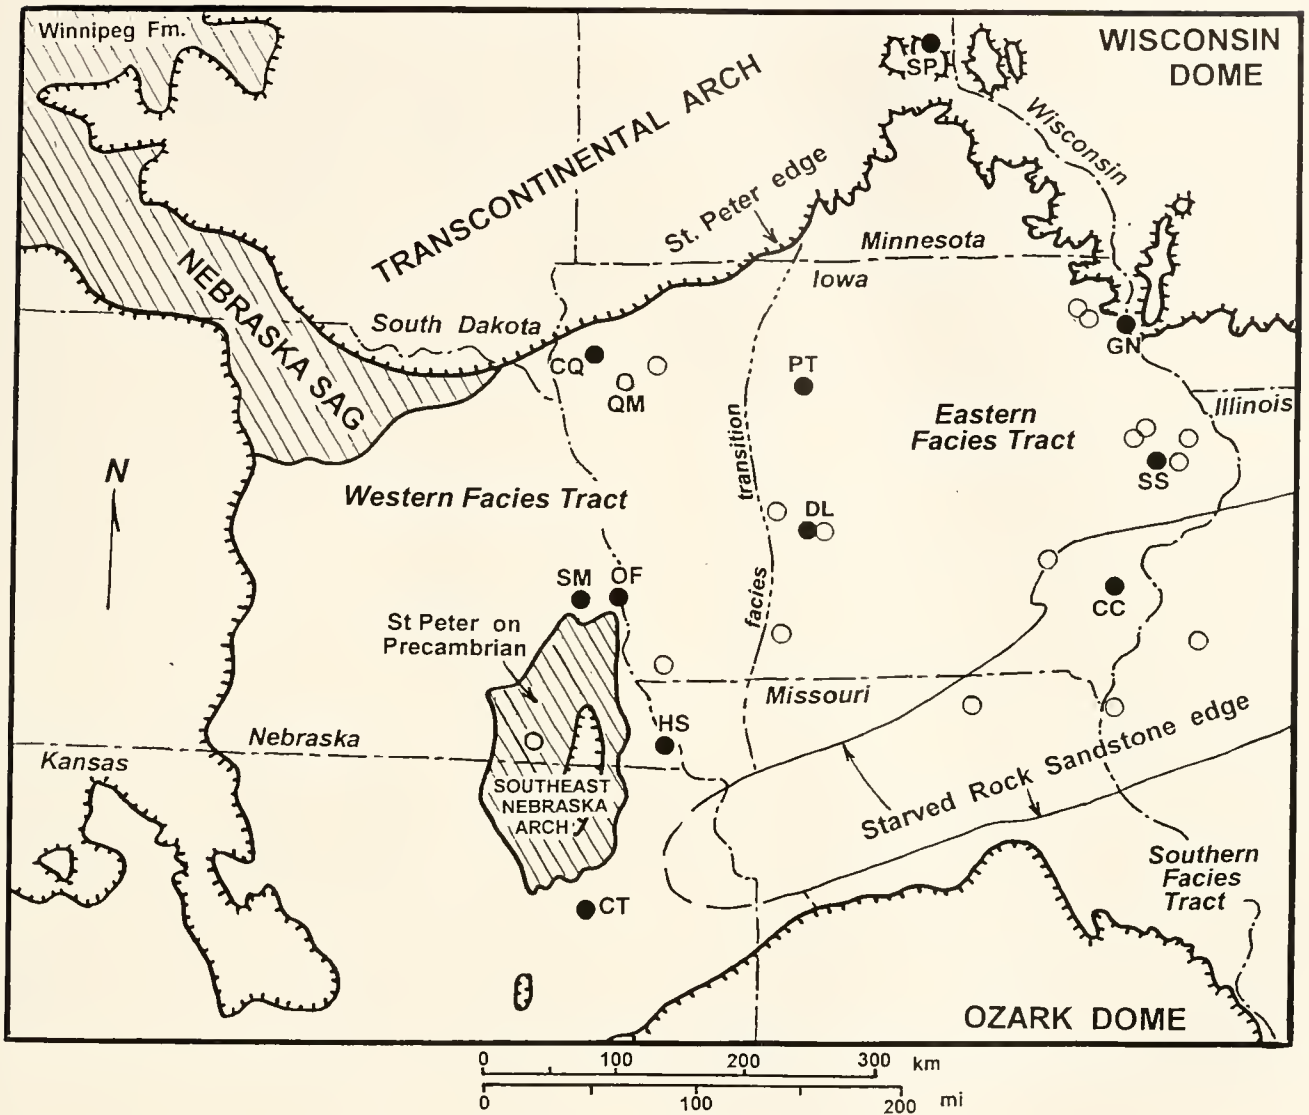 Winnipeg Fm.
WISCONSIN
DOME
SP
TRANSCONTINENTAL ARCH
Wisconsin
St. Peter edge
Minnesota
Iowa
NEBRASKA SAG
South Dakota
CQ
QM
PT
GN
Illinois
Eastern
Facies Tract
transition
facies
N
Western Facies Tract
SS
DL
SM
OF
CC
St Peter on
Precambrian
Missouri
HS
Nebraska
Kansas
SOUTHEAST
NEBRASKA
ARCH
Starved Rock Sandstone edge
Southern
Facies
Tract
CT
OZARK DOME
0 100 200 300 km
0 100 200 mi